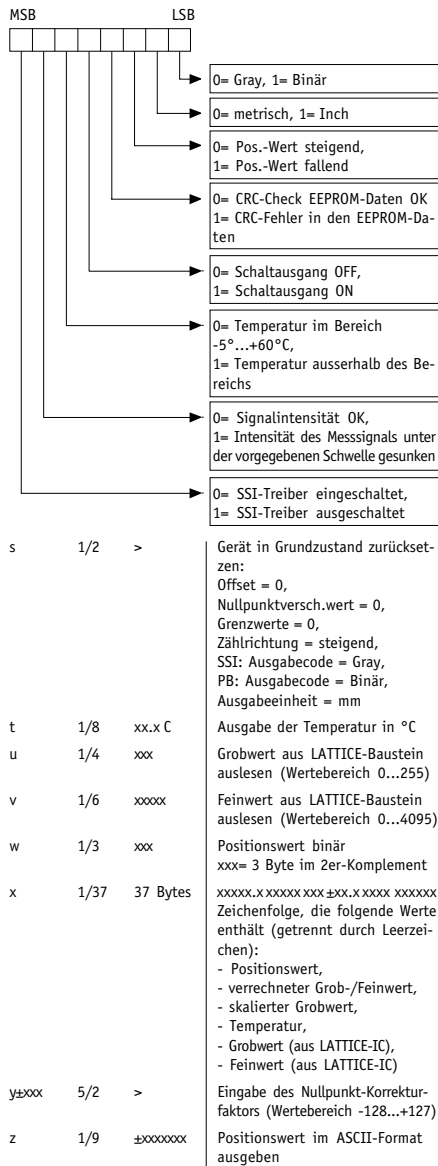 MSB LSB
0= Gray, 1= Binär
0= metrisch, 1= Inch
0= Pos.-Wert steigend,
1= Pos.-Wert fallend
0= CRC-Check EEPROM-Daten OK
1= CRC-Fehler in den EEPROM-Da-
ten
0= Schaltausgang OFF,
1= Schaltausgang ON
0= Temperatur im Bereich
-5°...+60°C,
1= Temperatur ausserhalb des Be-
reichs
0= Signalintensität OK,
1= Intensität des Messsignals unter
der vorgegebenen Schwelle gesunken
0= SSI-Treiber eingeschaltet,
1= SSI-Treiber ausgeschaltet
s 1/2 > Gerät in Grundzustand zurückset-
zen:
Offset = 0,
Nullpunktversch.wert = 0,
Grenzwerte = 0,
Zählrichtung = steigend,
SSI: Ausgabecode = Gray,
PB: Ausgabecode = Binär,
Ausgabeeinheit = mm
t 1/8 xx.x C Ausgabe der Temperatur in °C
u 1/4 xxx Grobwert aus LATTICE-Baustein
auslesen (Wertebereich 0...255)
v 1/6 xxxxx Feinwert aus LATTICE-Baustein
auslesen (Wertebereich 0...4095)
w 1/3 xxx Positionswert binär
xxx= 3 Byte im 2er-Komplement
x 1/37 37 Bytes xxxxx.x xxxxx xxx ±xx.x xxxx xxxxxx
Zeichenfolge, die folgende Werte
enthält (getrennt durch Leerzei-
chen):
- Positionswert,
- verrechneter Grob-/Feinwert,
- skalierter Grobwert,
- Temperatur,
- Grobwert (aus LATTICE-IC),
- Feinwert (aus LATTICE-IC)
y±xxx 5/2 > Eingabe des Nullpunkt-Korrektur-
faktors (Wertebereich -128...+127)
z 1/9 ±xxxxxxx Positionswert im ASCII-Format
ausgeben